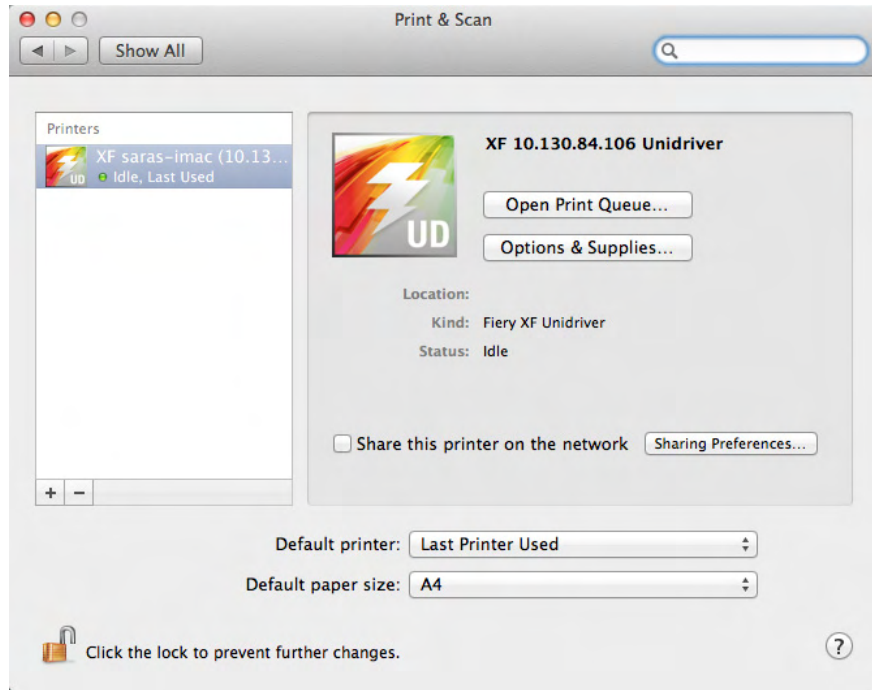 Print & Scan
Show All
Printers
XF saras-imac (10.13...
Idle, Last Used
UD
UD
XF 10.130.84.106 Unidriver
Open Print Queue...
Options & Supplies...
Location:
Kind: Fiery XF Unidriver
Status: Idle
Share this printer on the network Sharing Preferences...
+ −
Default printer: Last Printer Used
Default paper size: A4
Click the lock to prevent further changes. ?